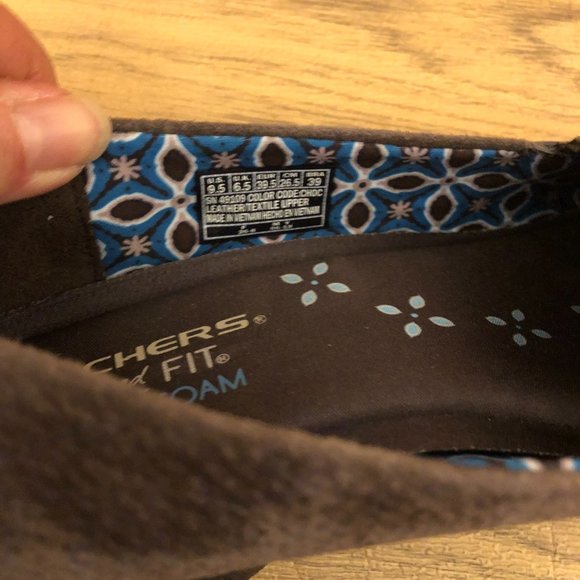 U.S. U.K. EUR CM BRA
9.5 6.5 39.5 26.5 39
SN 49109 COLOR CODE:CHOC
LEATHER/TEXTILE UPPER
MADE IN VIETNAM HECHO EN VIETNAM
CHERS®
FIT®
OAM